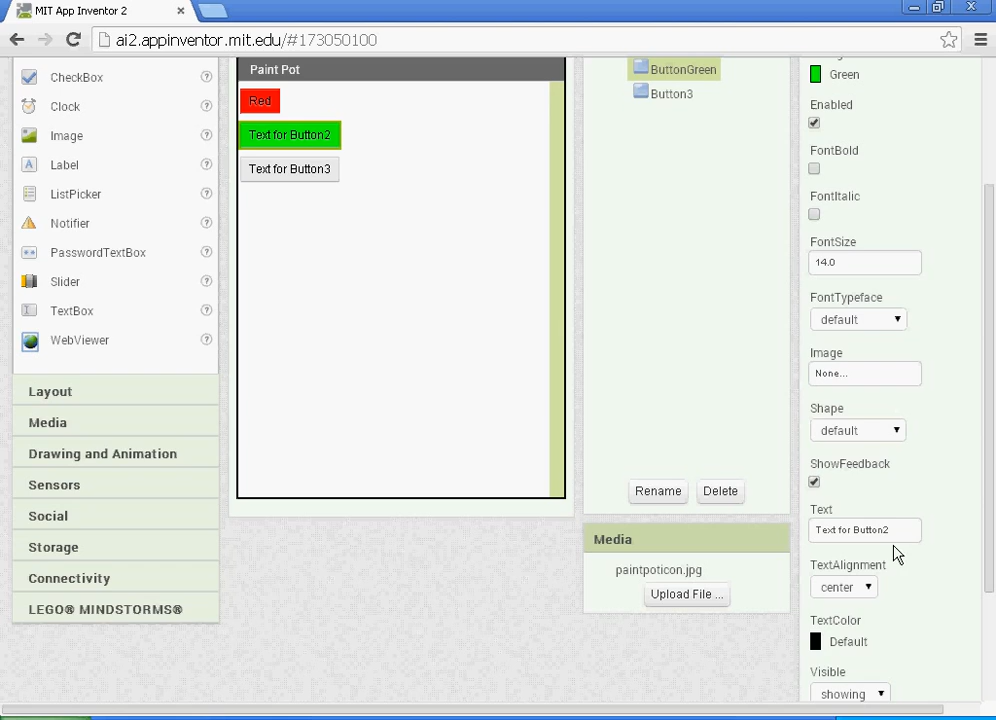 MIT App Inventor 2
ai2.appinventor.mit.edu/#173050100
CheckBox
Clock
Image
Label
ListPicker
Notifier
PasswordTextBox
Slider
TextBox
WebViewer
Layout
Media
Drawing and Animation
Sensors
Social
Storage
Connectivity
LEGO® MINDSTORMS®
Paint Pot
Red
Text for Button2
Text for Button3
ButtonGreen
Button3
Rename
Delete
Media
paintpoticon.jpg
Upload File ...
Green
Enabled
FontBold
FontItalic
FontSize
14.0
FontTypeface
default
Image
None...
Shape
default
ShowFeedback
Text
Text for Button2
TextAlignment
center
TextColor
Default
Visible
showing